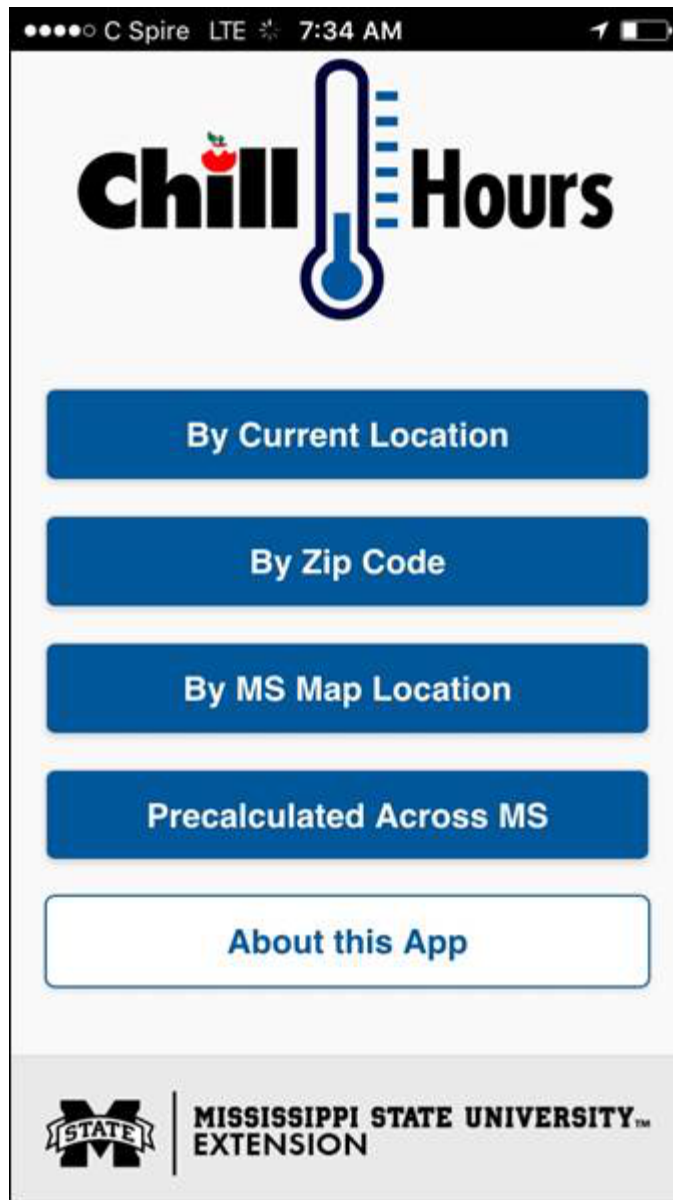 C Spire LTE 7:34 AM
Chill Hours
By Current Location
By Zip Code
By MS Map Location
Precalculated Across MS
About this App
STATE
MISSISSIPPI STATE UNIVERSITY™
EXTENSION